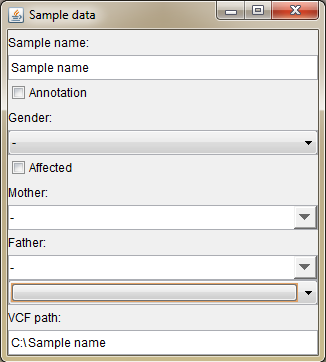 Sample data
Sample name:
Sample name
Annotation
Gender:
-
Affected
Mother:
-
Father:
-
VCF path:
C:\Sample name